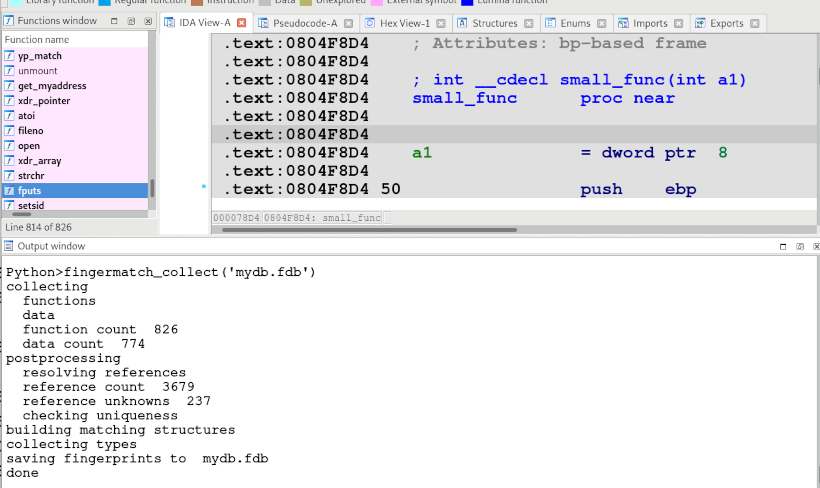 Library function Regular function Instruction Data Unexplored External symbol Lumina function
Functions window
IDA View-A Pseudocode-A Hex View-1 Structures Enums Imports Exports
Function name
yp_match
unmount
get_myaddress
xdr_pointer
atoi
fileno
open
xdr_array
strchr
fputs
setsid
Line 814 of 826
.text:0804F8D4 ; Attributes: bp-based frame
.text:0804F8D4
.text:0804F8D4 ; int __cdecl small_func(int a1)
.text:0804F8D4 small_func proc near
.text:0804F8D4
.text:0804F8D4
.text:0804F8D4 a1 = dword ptr 8
.text:0804F8D4
.text:0804F8D4 50 push ebp
000078D4 0804F8D4: small_func
Output window
Python>fingermatch_collect('mydb.fdb')
collecting
functions
data
function count 826
data count 774
postprocessing
resolving references
reference count 3679
reference unknowns 237
checking uniqueness
building matching structures
collecting types
saving fingerprints to mydb.fdb
done